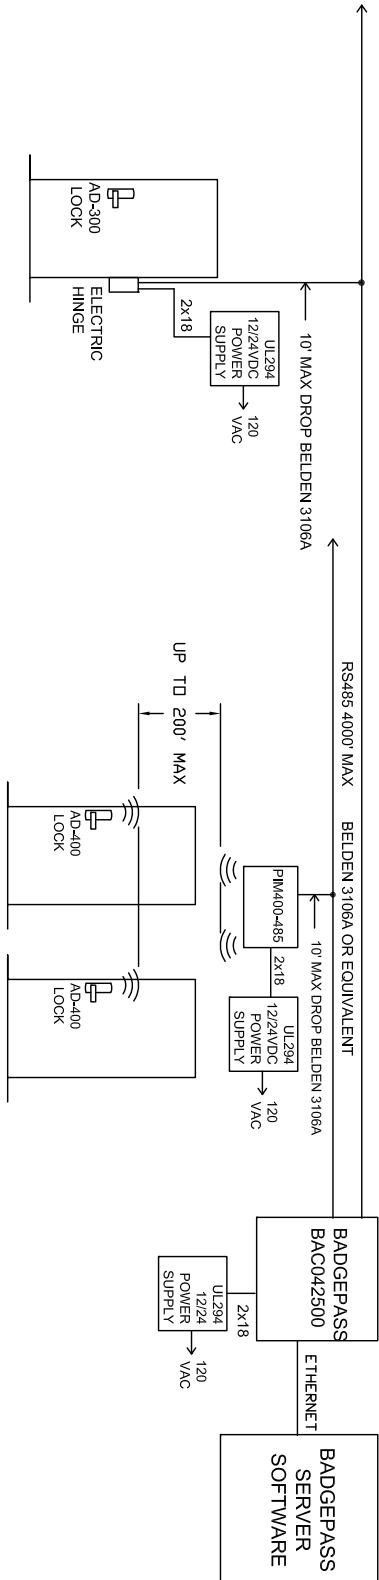 BADGEPASS
SERVER
SOFTWARE
ETHERNET
BADGEPASS
BAC042500
2x18
UL294
12/24
POWER
SUPPLY
120
VAC
RS485 4000' MAX
BELDEN 3106A OR EQUIVALENT
10' MAX DROP BELDEN 3106A
PIM400-485
2x18
UL294
12/24VDC
POWER
SUPPLY
120
VAC
UP TO 200' MAX
AD-400
LOCK
AD-400
LOCK
10' MAX DROP BELDEN 3106A
UL294
12/24VDC
POWER
SUPPLY
120
VAC
2x18
ELECTRIC
HINGE
AD-300
LOCK